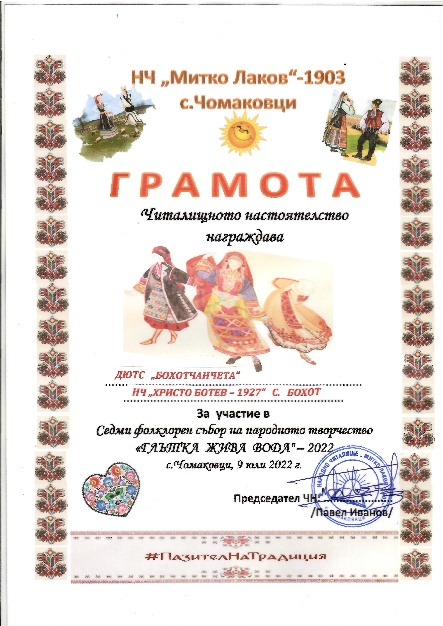 НЧ „Митко Лаков“-1903
с.Чомаковци
ГРАМОТА
Читалищното настоятелство
награждава
ДЮТС „БОХОТЧАНЧЕТА“
НЧ „ХРИСТО БОТЕВ – 1927“ С. БОХОТ
За участие в
Седми фолклорен събор на народното творчество
«ГЛЪТКА ЖИВА ВОДА“ – 2022
с.Чомаковци, 9 юли 2022 г.
Председател ЧН:
/Павел Иванов/
#ПазителНаТрадиция